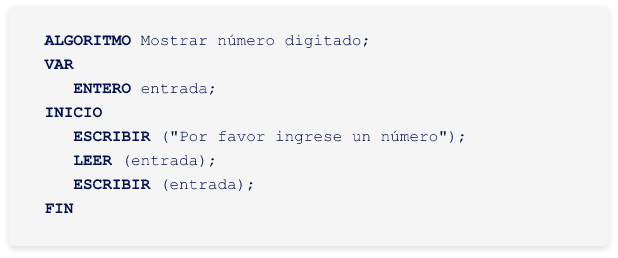 ALGORITMO Mostrar número digitado;
VAR
ENTERO entrada;
INICIO
ESCRIBIR ("Por favor ingrese un número");
LEER (entrada);
ESCRIBIR (entrada);
FIN